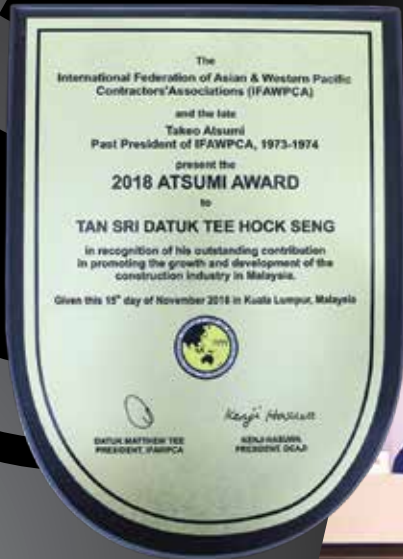 The
International Federation of Asian & Western Pacific
Contractors' Associations (IFAWPCA)
and the late
Takeo Atsumi
Past President of IFAWPCA, 1973-1974
present the
2018 ATSUMI AWARD
to
TAN SRI DATUK TEE HOCK SENG
in recognition of his outstanding contribution
in promoting the growth and development of the
construction industry in Malaysia.
Given this 15th day of November 2018 in Kuala Lumpur, Malaysia
DATUK MATTHEW TEE
PRESIDENT, IFAWPCA
KENJI HASUWA
PRESIDENT, OCAJI